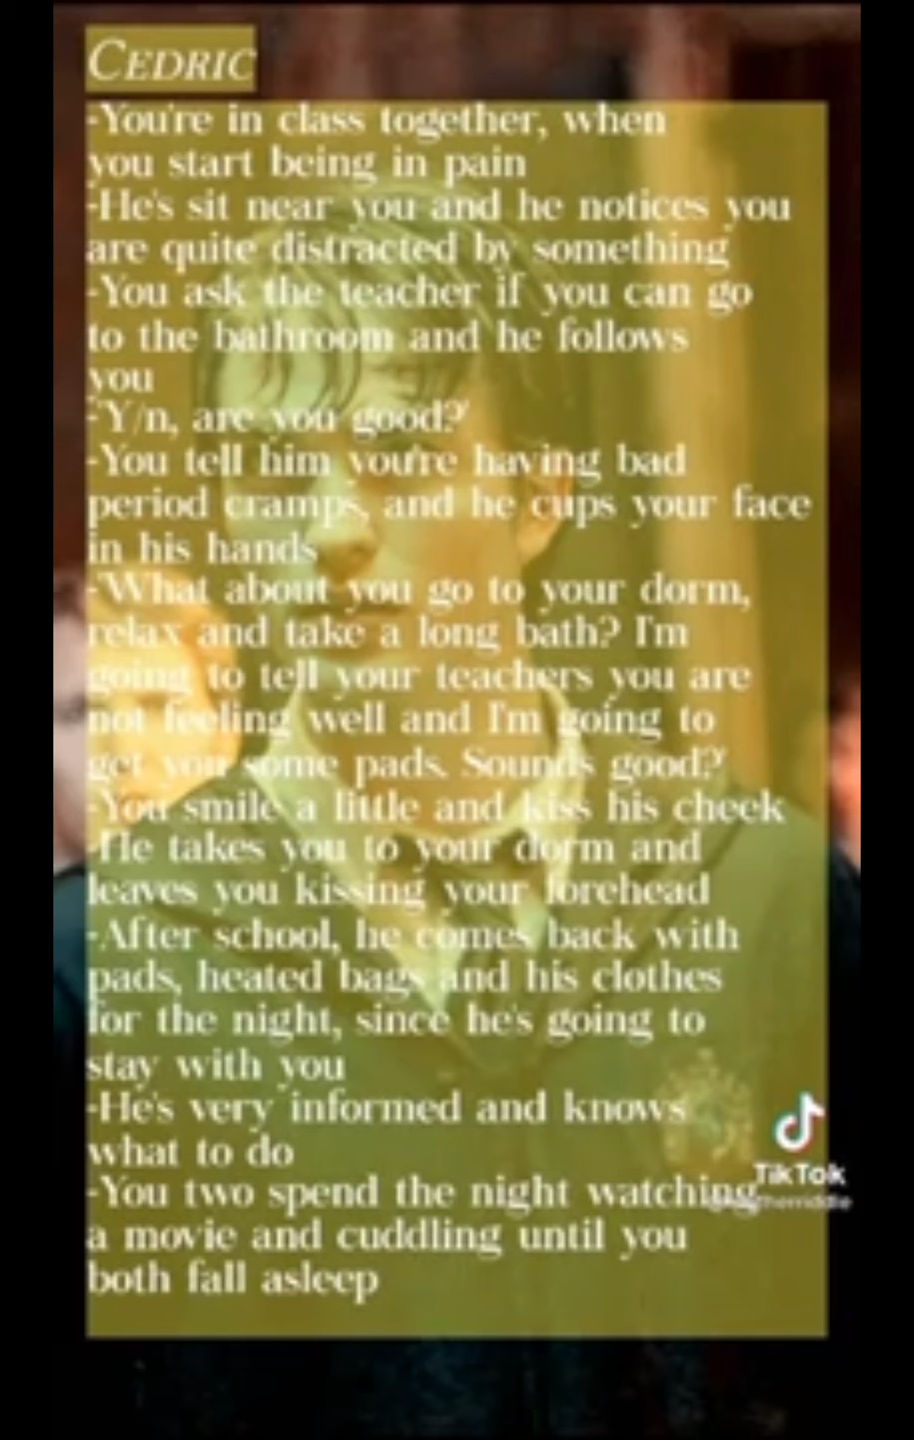 CEDRIC
-You're in class together, when
you start being in pain
-He's sit near you and he notices you
are quite distracted by something
-You ask the teacher if you can go
to the bathroom and he follows
you
-'Y/n, are you good?'
-You tell him you're having bad
period cramps, and he cups your face
in his hands
-'What about you go to your dorm,
relax and take a long bath? I'm
going to tell your teachers you are
not feeling well and I'm going to
get you some pads. Sounds good?'
-You smile a little and kiss his cheek
-He takes you to your dorm and
leaves you kissing your forehead
-After school, he comes back with
pads, heated bags and his clothes
for the night, since he's going to
stay with you
-He's very informed and knows
what to do
-You two spend the night watching
a movie and cuddling until you
both fall asleep
TikTok